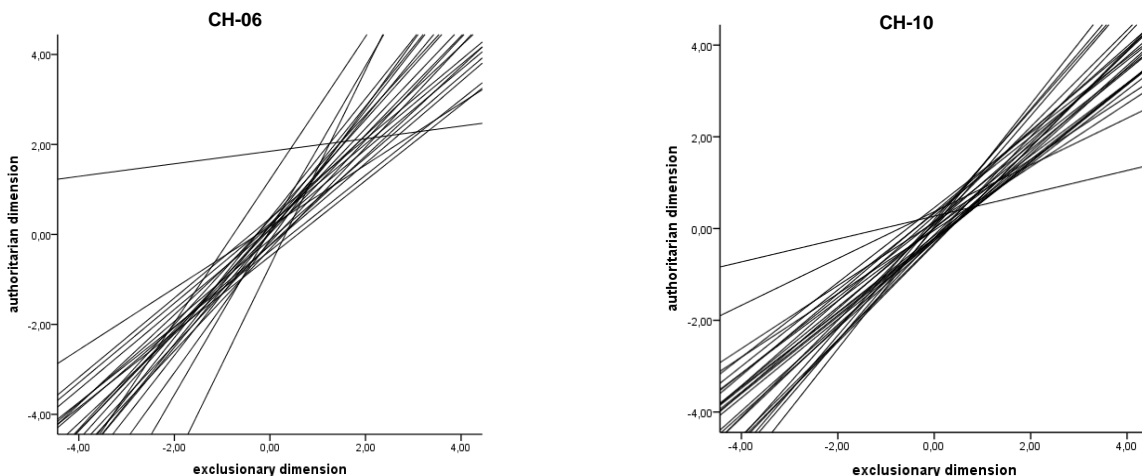 CH-06
4,00
2,00
0,00
-2,00
-4,00
authoritarian dimension
-4,00 -2,00 0,00 2,00 4,00
exclusionary dimension
CH-10
4,00
2,00
0,00
-2,00
-4,00
authoritarian dimension
-4,00 -2,00 0,00 2,00 4,00
exclusionary dimension